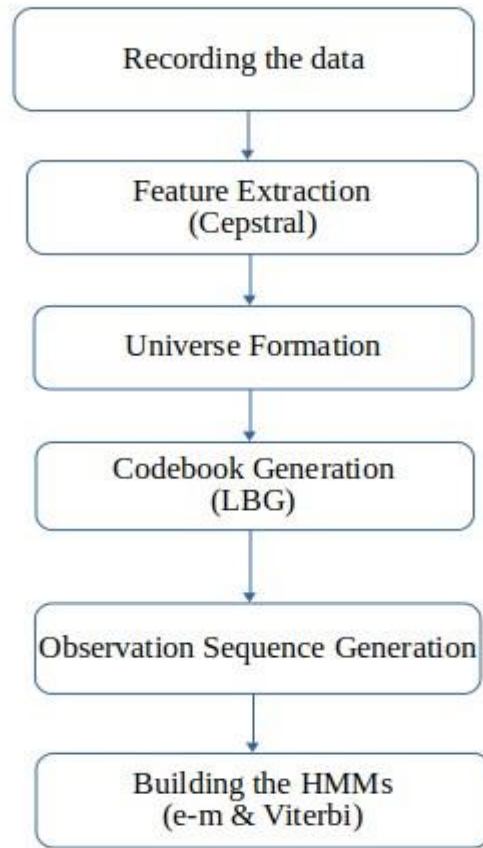 Recording the data
Feature Extraction
(Cepstral)
Universe Formation
Codebook Generation
(LBG)
Observation Sequence Generation
Building the HMMs
(e-m & Viterbi)